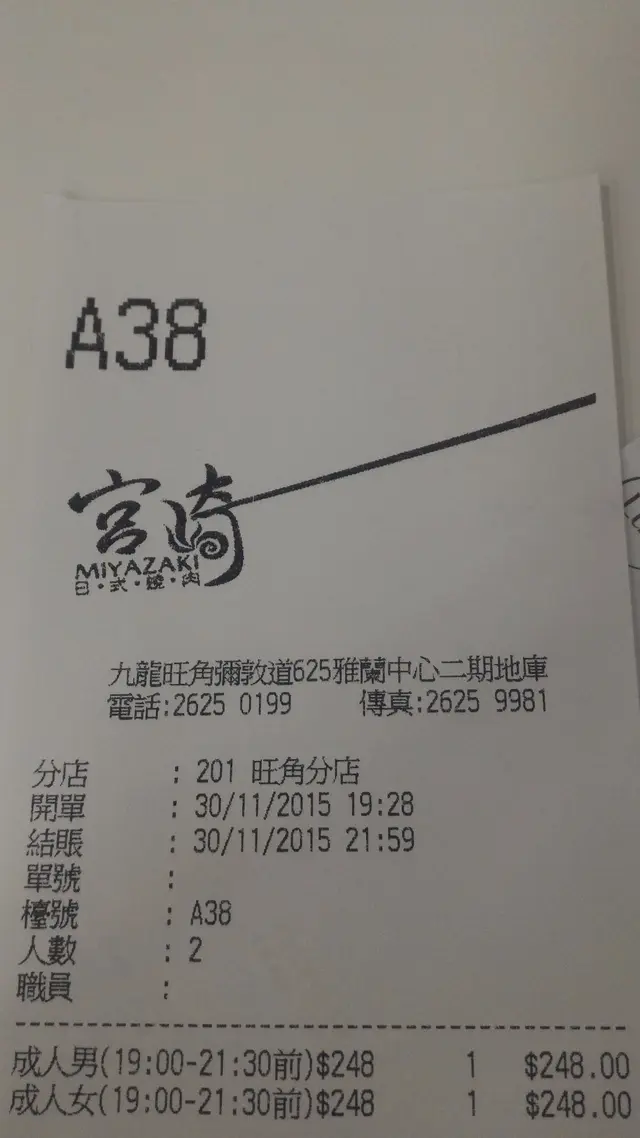 A38
宮崎
MIYAZAKI
日・式・燒・肉
九龍旺角彌敦道625雅蘭中心二期地庫
電話:2625 0199 傳真:2625 9981
分店 : 201 旺角分店
開單 : 30/11/2015 19:28
結賬 : 30/11/2015 21:59
單號 :
檯號 : A38
人數 : 2
職員 :
成人男(19:00-21:30前)$248 1 $248.00
成人女(19:00-21:30前)$248 1 $248.00